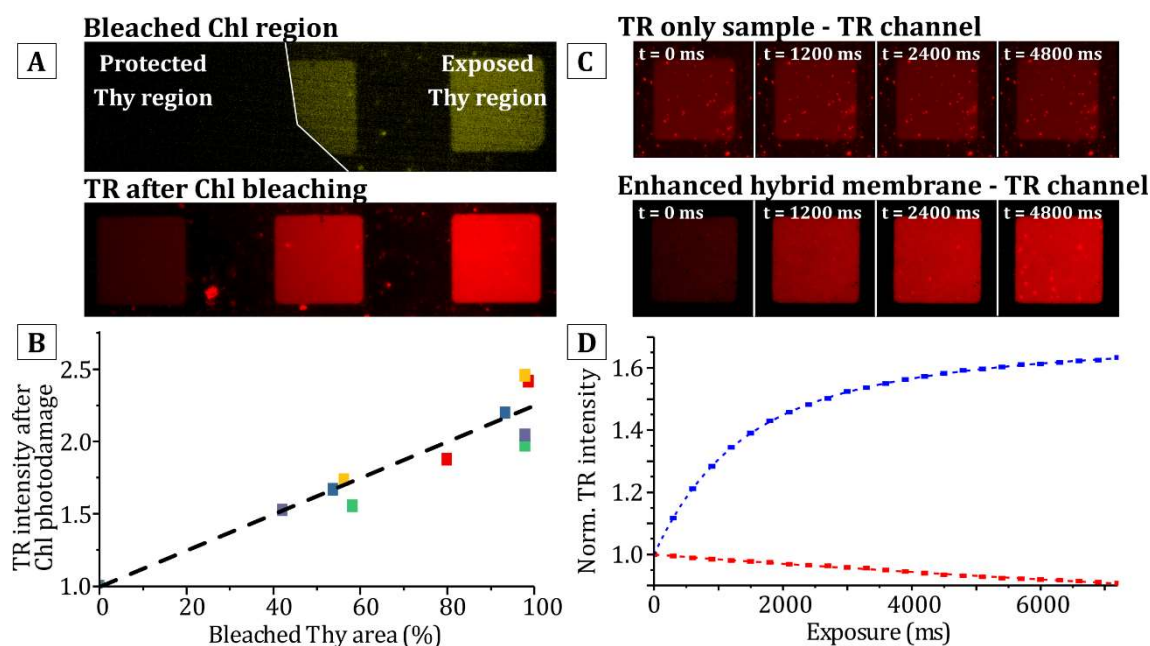 A
Bleached Chl region
Protected
Thy region
Exposed
Thy region
TR after Chl bleaching
B
TR intensity after
Chl photodamage
2.5
2.0
1.5
1.0
0
20
40
60
80
100
Bleached Thy area (%)
C
TR only sample - TR channel
t = 0 ms
t = 1200 ms
t = 2400 ms
t = 4800 ms
Enhanced hybrid membrane - TR channel
t = 0 ms
t = 1200 ms
t = 2400 ms
t = 4800 ms
D
Norm. TR intensity
1.6
1.4
1.2
1.0
0
2000
4000
6000
Exposure (ms)